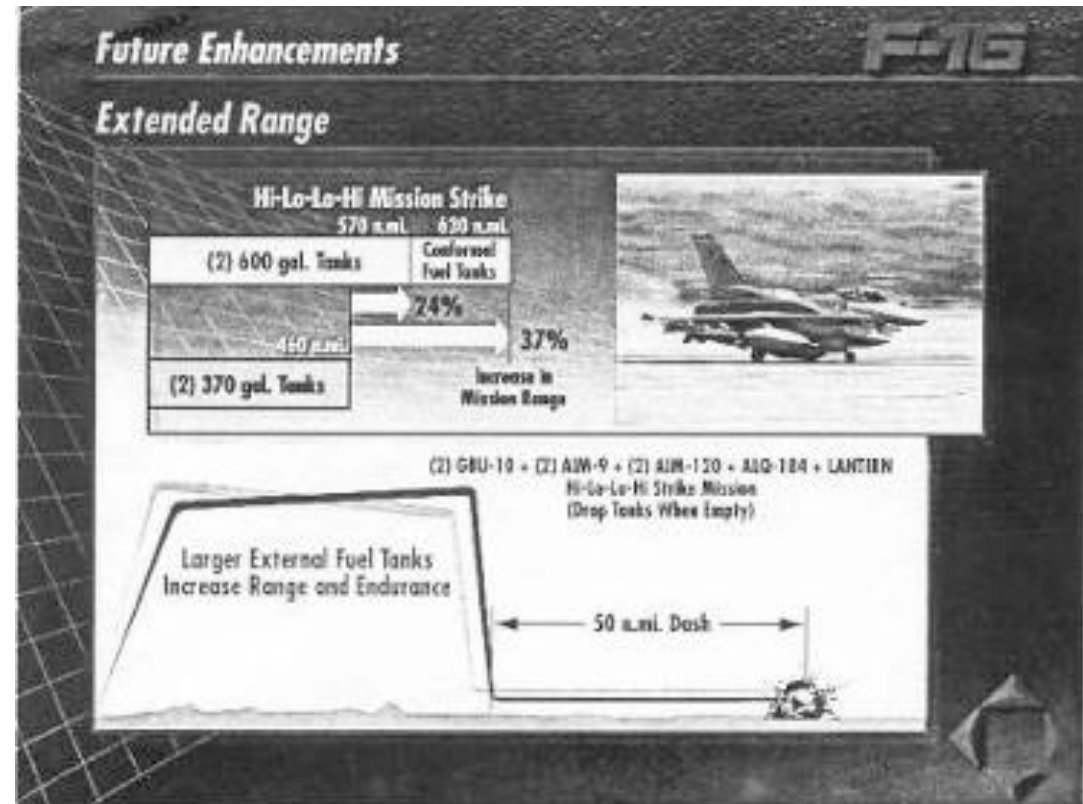 Future Enhancements
F-16
Extended Range
Hi-Lo-Lo-Hi Mission Strike
570 n.mi. 630 n.mi.
(2) 600 gal. Tanks
Conformal
Fuel Tanks
24%
460 n.mi.
37%
(2) 370 gal. Tanks
Increase in
Mission Range
(2) GBU-10 + (2) AIM-9 + (2) AIM-120 + ALQ-184 + LANTIRN
Hi-Lo-Lo-Hi Strike Mission
(Drop Tanks When Empty)
Larger External Fuel Tanks
Increase Range and Endurance
50 n.mi. Dash